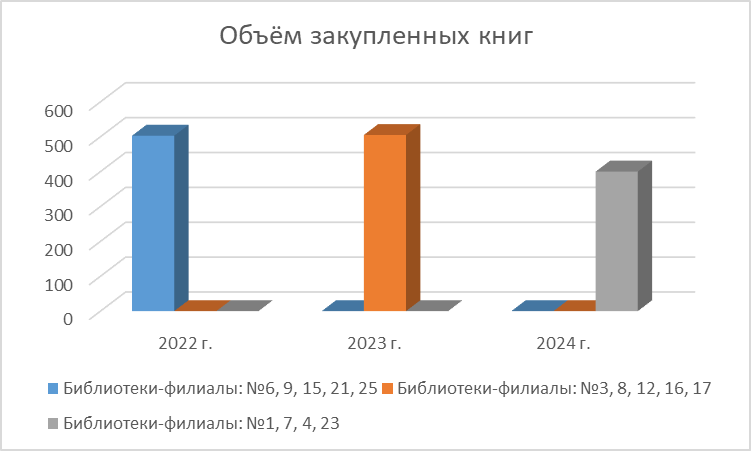 Объём закупленных книг
600
500
400
300
200
100
0
2022 г. 2023 г. 2024 г.
Библиотеки-филиалы: №6, 9, 15, 21, 25 Библиотеки-филиалы: №3, 8, 12, 16, 17
Библиотеки-филиалы: №1, 7, 4, 23